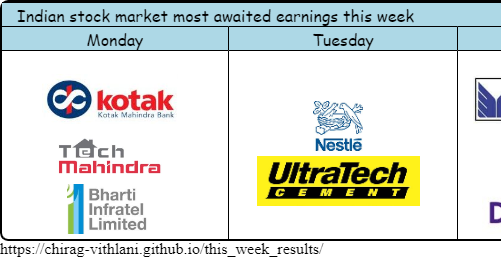 Indian stock market most awaited earnings this week
Monday
Tuesday
kotak
Kotak Mahindra Bank
Tech
Mahindra
Bharti
Infratel
Limited
Nestlé
UltraTech
CEMENT
D
https://chirag-vithlani.github.io/this_week_results/